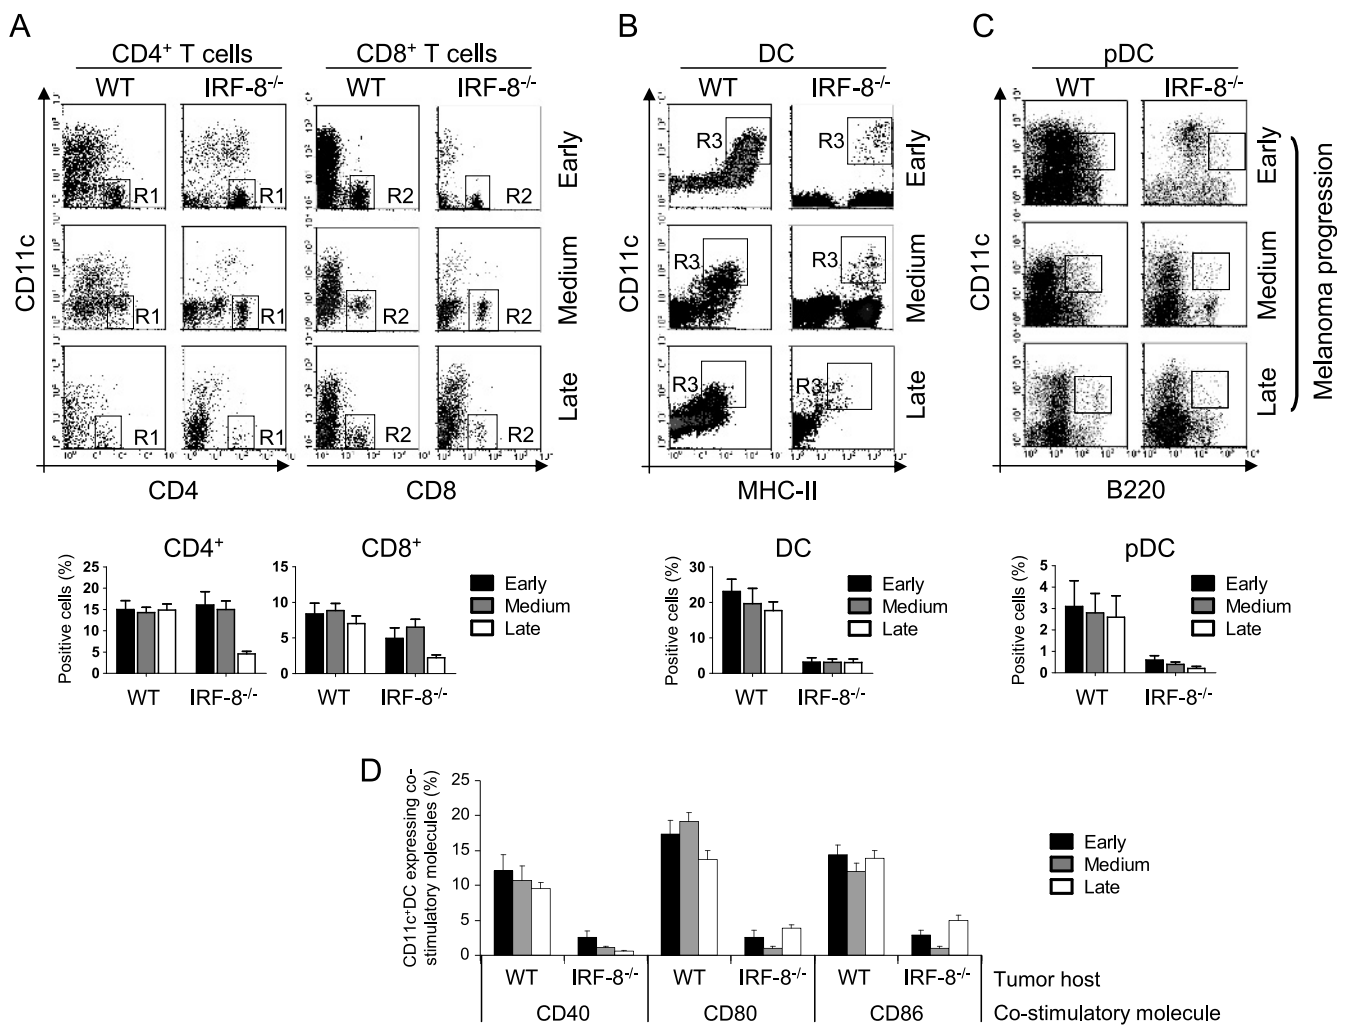 A
B
C
CD4⁺ T cells
CD8⁺ T cells
DC
pDC
WT
IRF-8⁻/⁻
WT
IRF-8⁻/⁻
WT
IRF-8⁻/⁻
WT
IRF-8⁻/⁻
R1
R1
R2
R2
Early
R3
R3
Early
Early
CD11c
R1
R1
R2
R2
Medium
CD11c
R3
R3
Medium
CD11c
Medium
Melanoma progression
R1
R1
R2
R2
Late
R3
R3
Late
Late
CD4
CD8
MHC-II
B220
CD4⁺
Positive cells (%)
25
20
15
10
5
0
WT
IRF-8⁻/⁻
CD8⁺
15
10
5
0
WT
IRF-8⁻/⁻
Early
Medium
Late
DC
Positive cells (%)
30
20
10
0
WT
IRF-8⁻/⁻
Early
Medium
Late
pDC
Positive cells (%)
5
4
3
2
1
0
WT
IRF-8⁻/⁻
Early
Medium
Late
D
CD11c⁺DC expressing co-
stimulatory molecules (%)
25
20
15
10
5
0
Early
Medium
Late
WT
IRF-8⁻/⁻
WT
IRF-8⁻/⁻
WT
IRF-8⁻/⁻
Tumor host
CD40
CD80
CD86
Co-stimulatory molecule